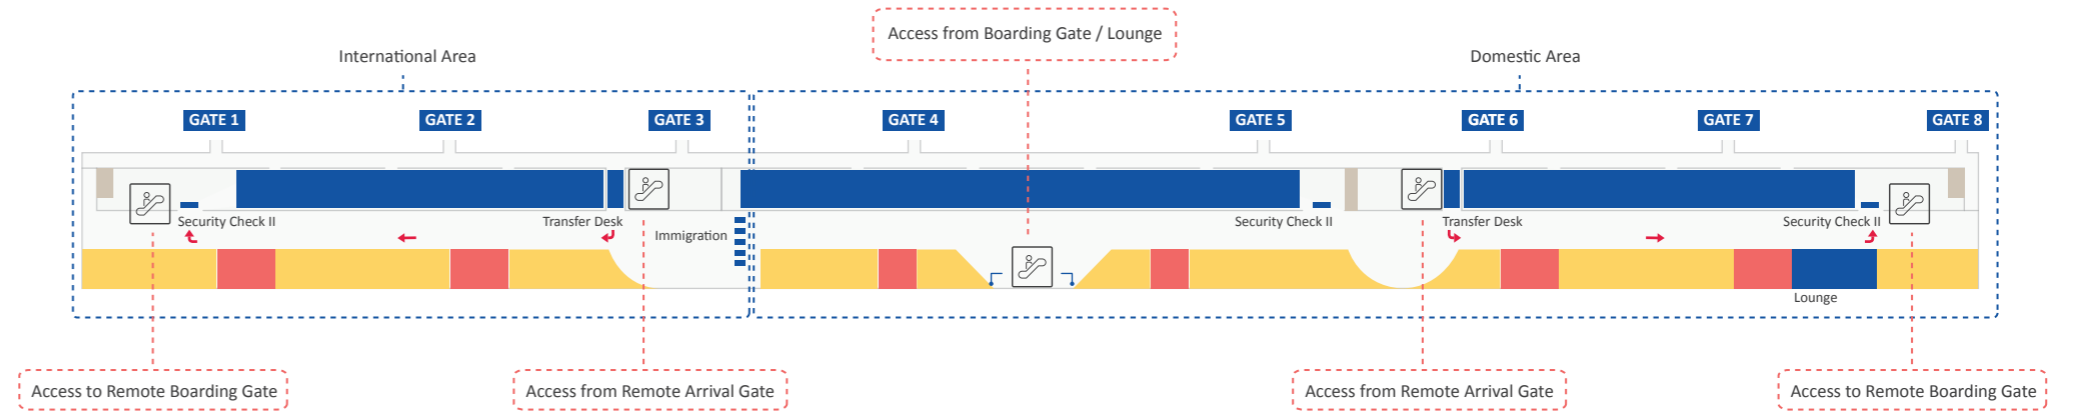 Access from Boarding Gate / Lounge
International Area
Domestic Area
GATE 1
GATE 2
GATE 3
GATE 4
GATE 5
GATE 6
GATE 7
GATE 8
Security Check II
Transfer Desk
Immigration
Security Check II
Transfer Desk
Security Check II
Lounge
Access to Remote Boarding Gate
Access from Remote Arrival Gate
Access from Remote Arrival Gate
Access to Remote Boarding Gate